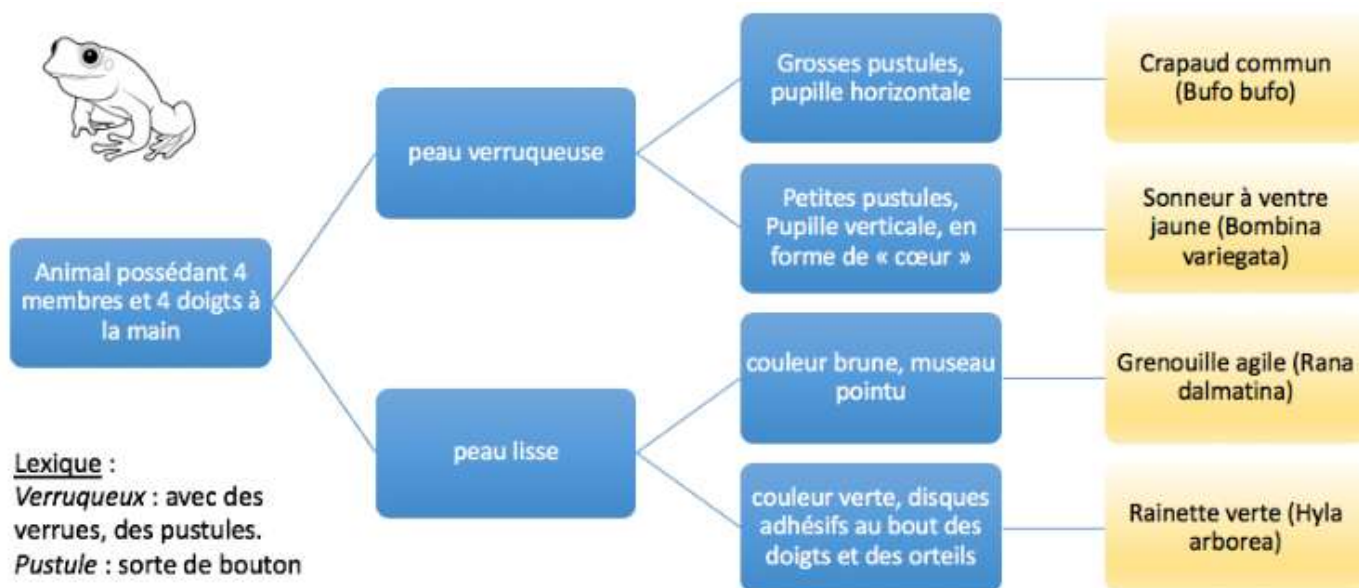 Animal possédant 4
membres et 4 doigts à
la main
peau verruqueuse
Grosses pustules,
pupille horizontale
Crapaud commun
(Bufo bufo)
Petites pustules,
Pupille verticale, en
forme de « cœur »
Sonneur à ventre
jaune (Bombina
variegata)
peau lisse
couleur brune, museau
pointu
Grenouille agile (Rana
dalmatina)
couleur verte, disques
adhésifs au bout des
doigts et des orteils
Rainette verte (Hyla
arborea)
Lexique :
Verruqueux : avec des
verrues, des pustules.
Pustule : sorte de bouton